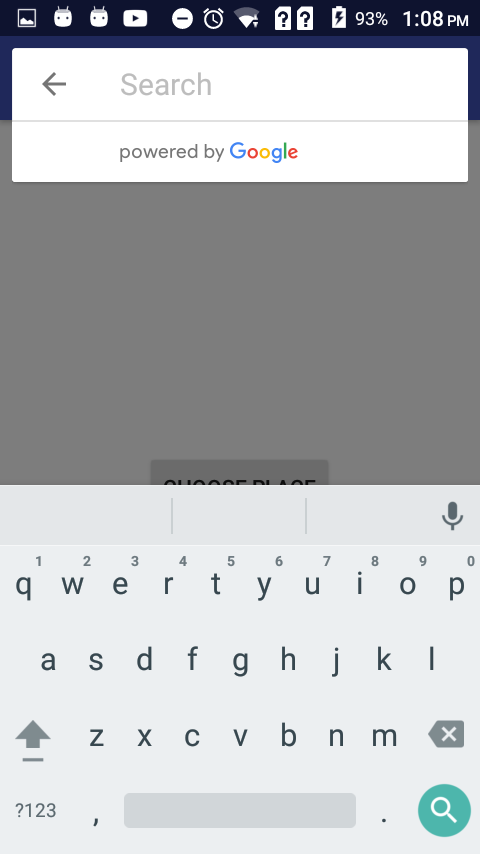 93% 1:08 PM
Search
powered by Google
CHOOSE PLACE
1 2 3 4 5 6 7 8 9 0
q w e r t y u i o p
a s d f g h j k l
z x c v b n m
?123 , .